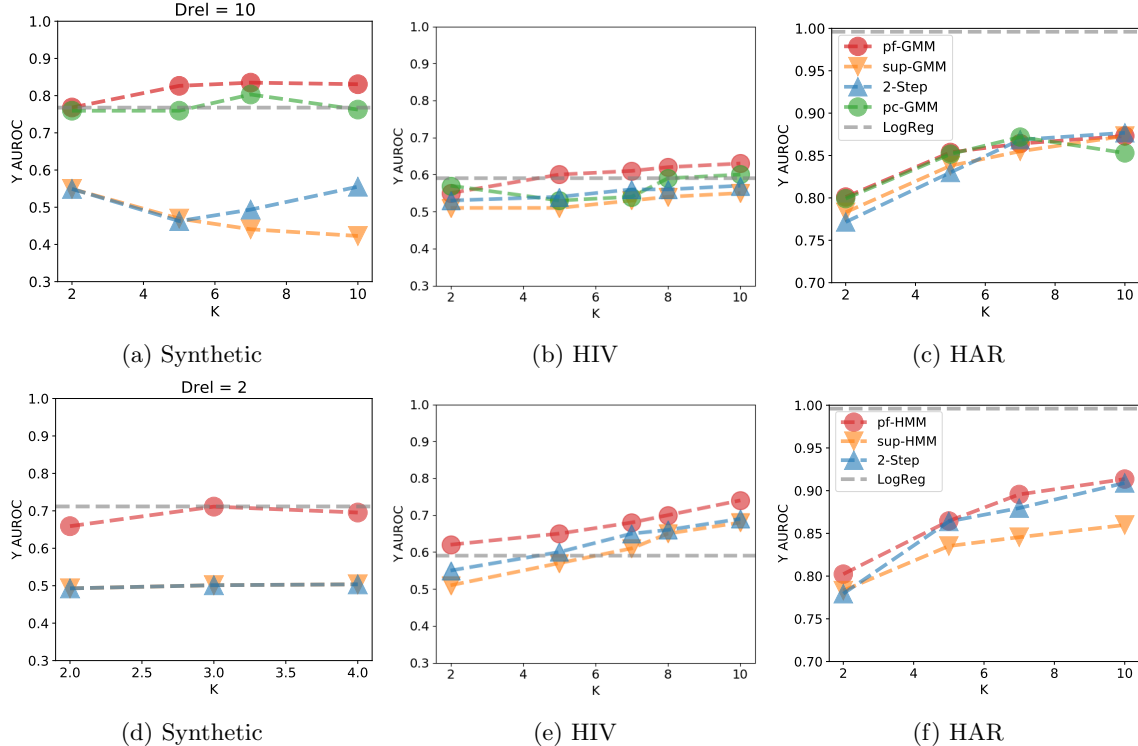 Drel = 10
Y AUROC
1.0
0.9
0.8
0.7
0.6
0.5
0.4
0.3
2
4
6
8
10
K
(a) Synthetic
Y AUROC
1.0
0.9
0.8
0.7
0.6
0.5
0.4
0.3
2
4
6
8
10
K
(b) HIV
Y AUROC
1.00
0.95
0.90
0.85
0.80
0.75
0.70
pf-GMM
sup-GMM
2-Step
pc-GMM
LogReg
2
4
6
8
10
K
(c) HAR
Drel = 2
Y AUROC
1.0
0.9
0.8
0.7
0.6
0.5
0.4
0.3
2.0
2.5
3.0
3.5
4.0
K
(d) Synthetic
Y AUROC
1.0
0.9
0.8
0.7
0.6
0.5
0.4
0.3
2
4
6
8
10
K
(e) HIV
Y AUROC
1.00
0.95
0.90
0.85
0.80
0.75
0.70
pf-HMM
sup-HMM
2-Step
LogReg
2
4
6
8
10
K
(f) HAR